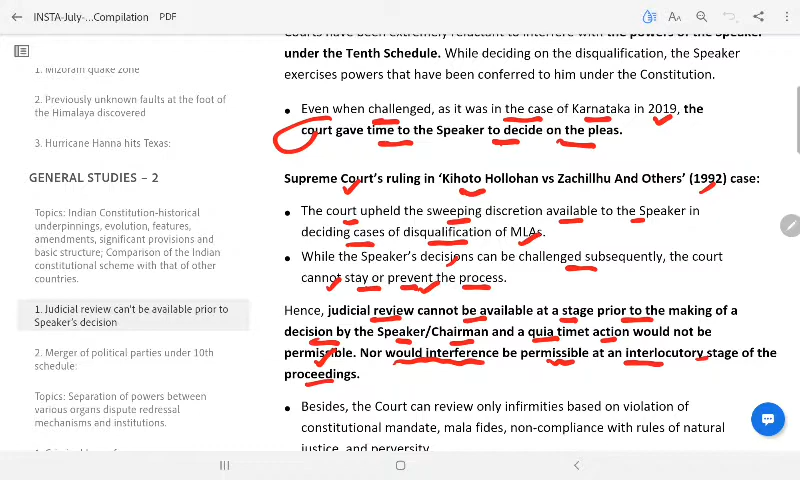 INSTA-July-...Compilation PDF
1. Mizoram quake zone
2. Previously unknown faults at the foot of
the Himalaya discovered
3. Hurricane Hanna hits Texas:
GENERAL STUDIES – 2
Topics: Indian Constitution-historical
underpinnings, evolution, features,
amendments, significant provisions and
basic structure; Comparison of the Indian
constitutional scheme with that of other
countries.
1. Judicial review can't be available prior to
Speaker's decision
2. Merger of political parties under 10th
schedule:
Topics: Separation of powers between
various organs dispute redressal
mechanisms and institutions.
Courts have been extremely reluctant to interfere with the powers of the Speaker
under the Tenth Schedule. While deciding on the disqualification, the Speaker
exercises powers that have been conferred to him under the Constitution.
Even when challenged, as it was in the case of Karnataka in 2019, the
court gave time to the Speaker to decide on the pleas.
Supreme Court's ruling in 'Kihoto Hollohan vs Zachillhu And Others' (1992) case:
The court upheld the sweeping discretion available to the Speaker in
deciding cases of disqualification of MLAs.
While the Speaker's decisions can be challenged subsequently, the court
cannot stay or prevent the process.
Hence, judicial review cannot be available at a stage prior to the making of a
decision by the Speaker/Chairman and a quia timet action would not be
permissible. Nor would interference be permissible at an interlocutory stage of the
proceedings.
Besides, the Court can review only infirmities based on violation of
constitutional mandate, mala fides, non-compliance with rules of natural
justice, and perversity.